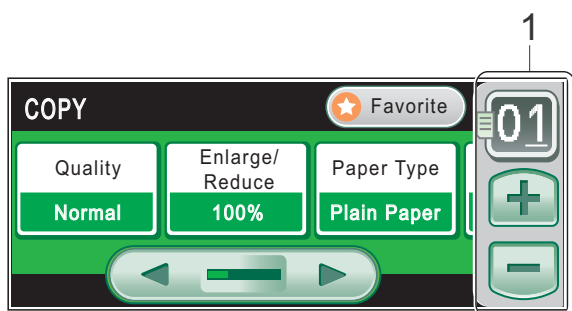 1
COPY
Favorite
01
Quality
Normal
Enlarge/
Reduce
100%
Paper Type
Plain Paper
+
-